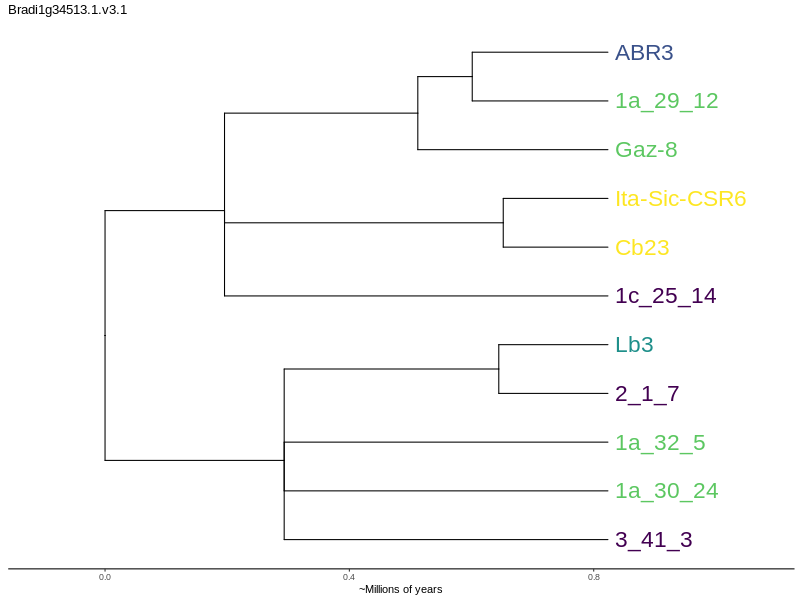 Bradi1g34513.1.v3.1
ABR3
1a_29_12
Gaz-8
Ita-Sic-CSR6
Cb23
1c_25_14
Lb3
2_1_7
1a_32_5
1a_30_24
3_41_3
0.0 0.4 0.8
~Millions of years